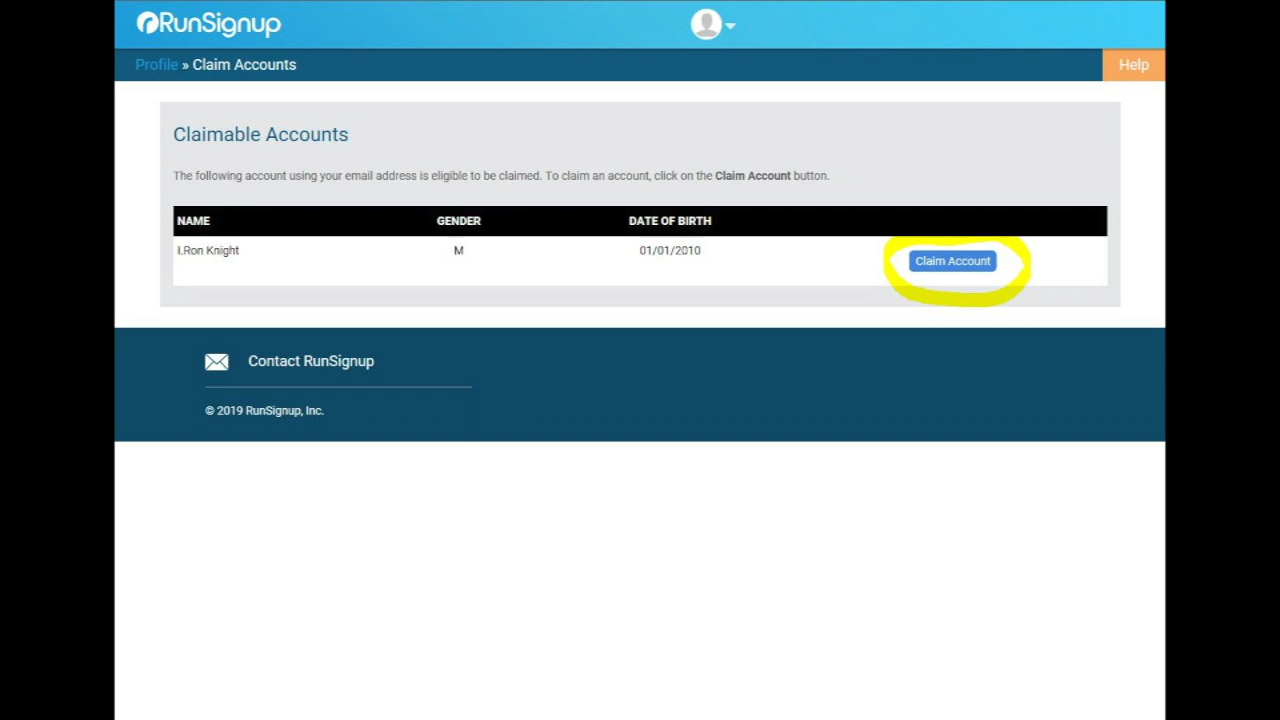 RunSignup
Profile » Claim Accounts
Help
Claimable Accounts
The following account using your email address is eligible to be claimed. To claim an account, click on the Claim Account button.
NAME GENDER DATE OF BIRTH
I.Ron Knight M 01/01/2010 Claim Account
Contact RunSignup
© 2019 RunSignup, Inc.